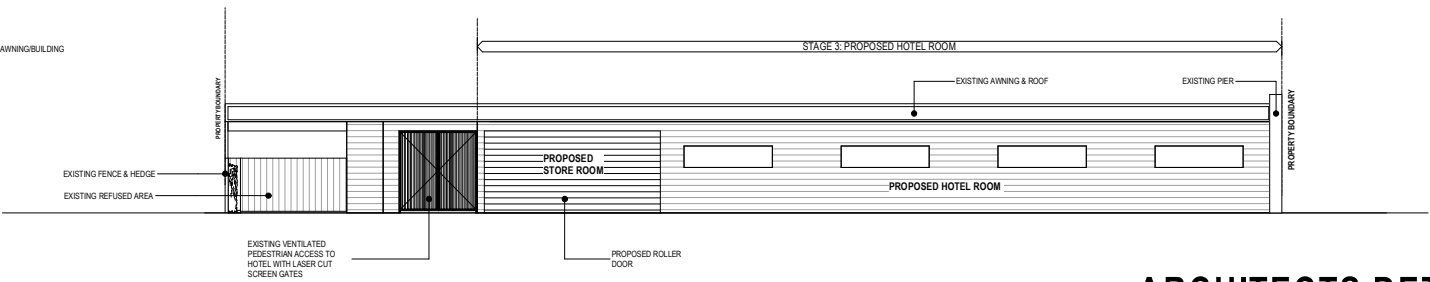 AWNING/BUILDING
STAGE 3: PROPOSED HOTEL ROOM
EXISTING AWNING & ROOF
EXISTING PIER
PROPERTY BOUNDARY
PROPERTY BOUNDARY
PROPOSED
STORE ROOM
EXISTING FENCE & HEDGE
EXISTING REFUSED AREA
PROPOSED HOTEL ROOM
EXISTING VENTILATED
PEDESTRIAN ACCESS TO
HOTEL WITH LASER CUT
SCREEN GATES
PROPOSED ROLLER
DOOR
ARCHITECTS